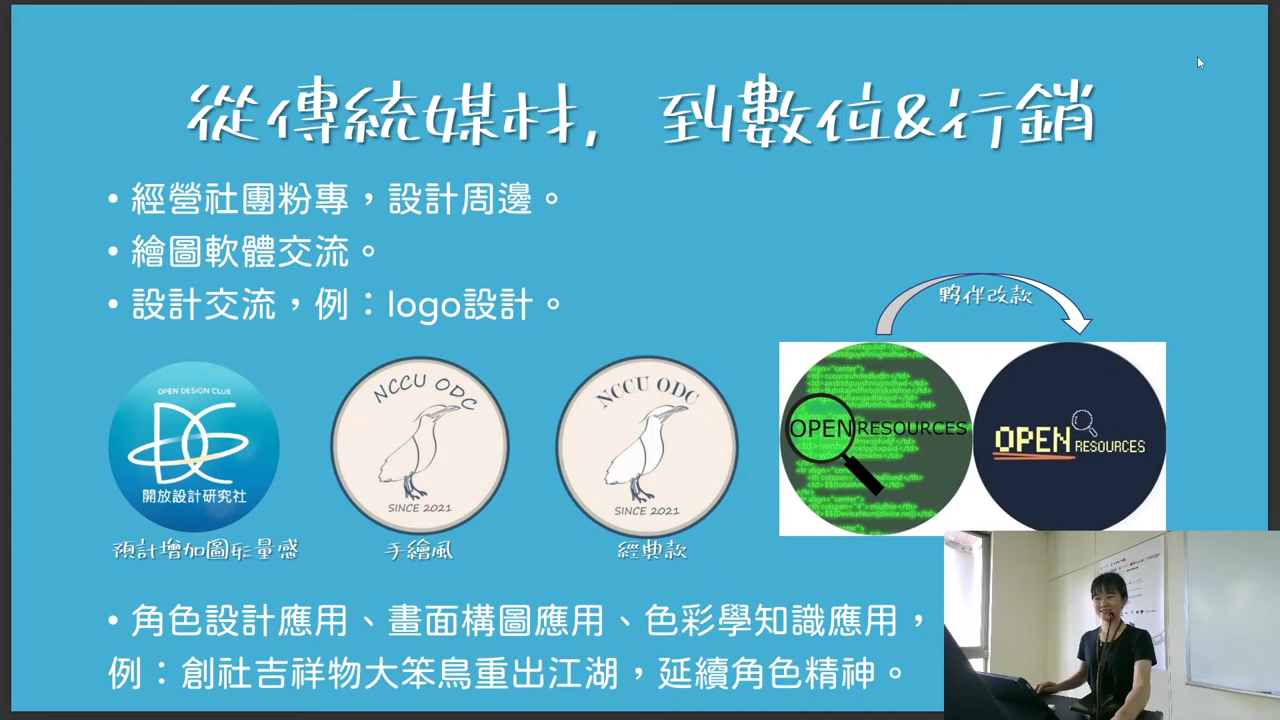 從傳統媒材, 到數位&行銷
• 經營社團粉專，設計周邊。
• 繪圖軟體交流。
• 設計交流，例：logo設計。
夥伴改款
OPEN DESIGN CLUB
開放設計研究社
預計增加圖形量感
NCCU ODC
SINCE 2021
手繪風
NCCU ODC
SINCE 2021
經典款
OPEN RESOURCES
OPEN RESOURCES
• 角色設計應用、畫面構圖應用、色彩學知識應用，
例：創社吉祥物大笨鳥重出江湖，延續角色精神。